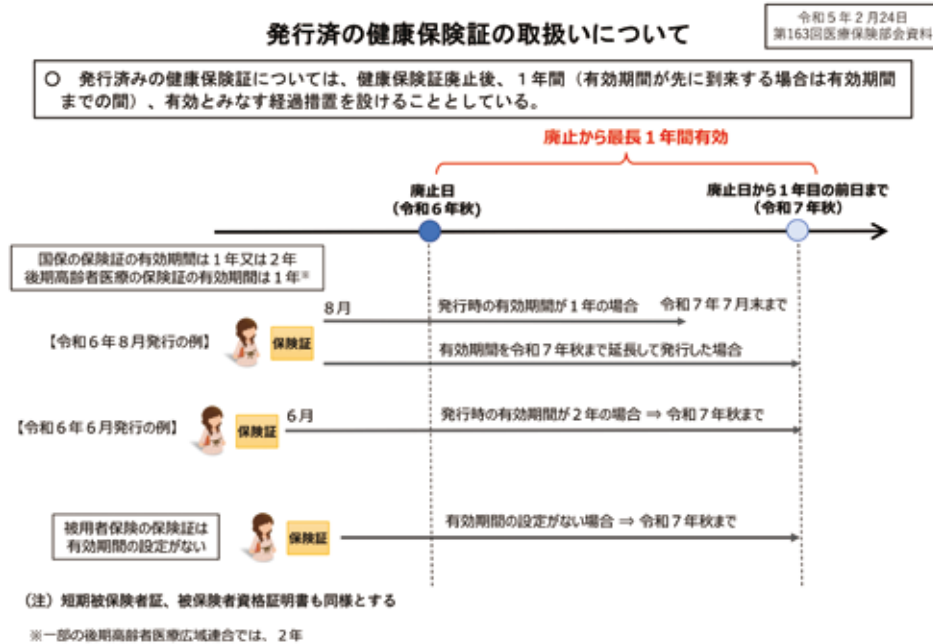 令和5年2月24日
第163回医療保険部会資料
発行済の健康保険証の取扱いについて
○ 発行済みの健康保険証については、健康保険証廃止後、1年間（有効期間が先に到来する場合は有効期間
までの間）、有効とみなす経過措置を設けることとしている。
廃止から最長1年間有効
廃止日
（令和6年秋）
廃止日から1年目の前日まで
（令和7年秋）
国保の保険証の有効期間は1年又は2年
後期高齢者医療の保険証の有効期間は1年※
8月
発行時の有効期間が1年の場合
令和7年7月末まで
【令和6年8月発行の例】
保険証
有効期間を令和7年秋まで延長して発行した場合
【令和6年6月発行の例】
保険証
6月
発行時の有効期間が2年の場合 ⇒ 令和7年秋まで
被用者保険の保険証は
有効期間の設定がない
保険証
有効期間の設定がない場合 ⇒ 令和7年秋まで
（注）短期被保険者証、被保険者資格証明書も同様とする
※一部の後期高齢者医療広域連合では、2年